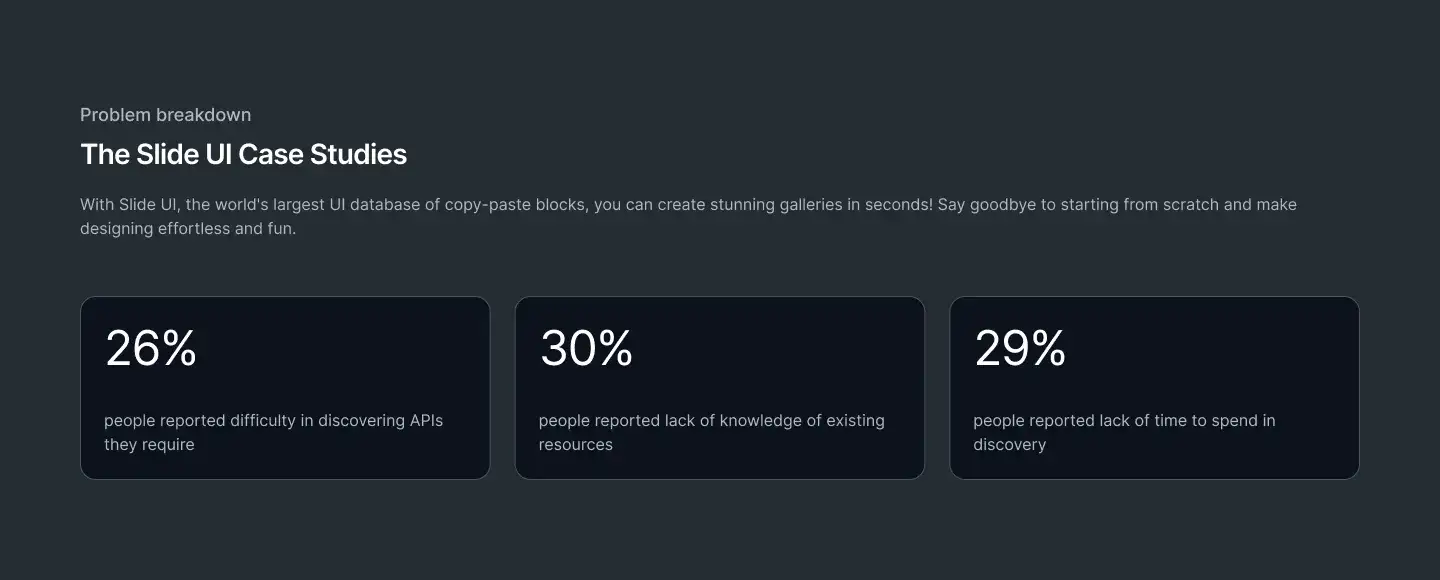 Problem breakdown
The Slide UI Case Studies
With Slide UI, the world's largest UI database of copy-paste blocks, you can create stunning galleries in seconds! Say goodbye to starting from scratch and make
designing effortless and fun.
26%
people reported difficulty in discovering APIs
they require
30%
people reported lack of knowledge of existing
resources
29%
people reported lack of time to spend in
discovery